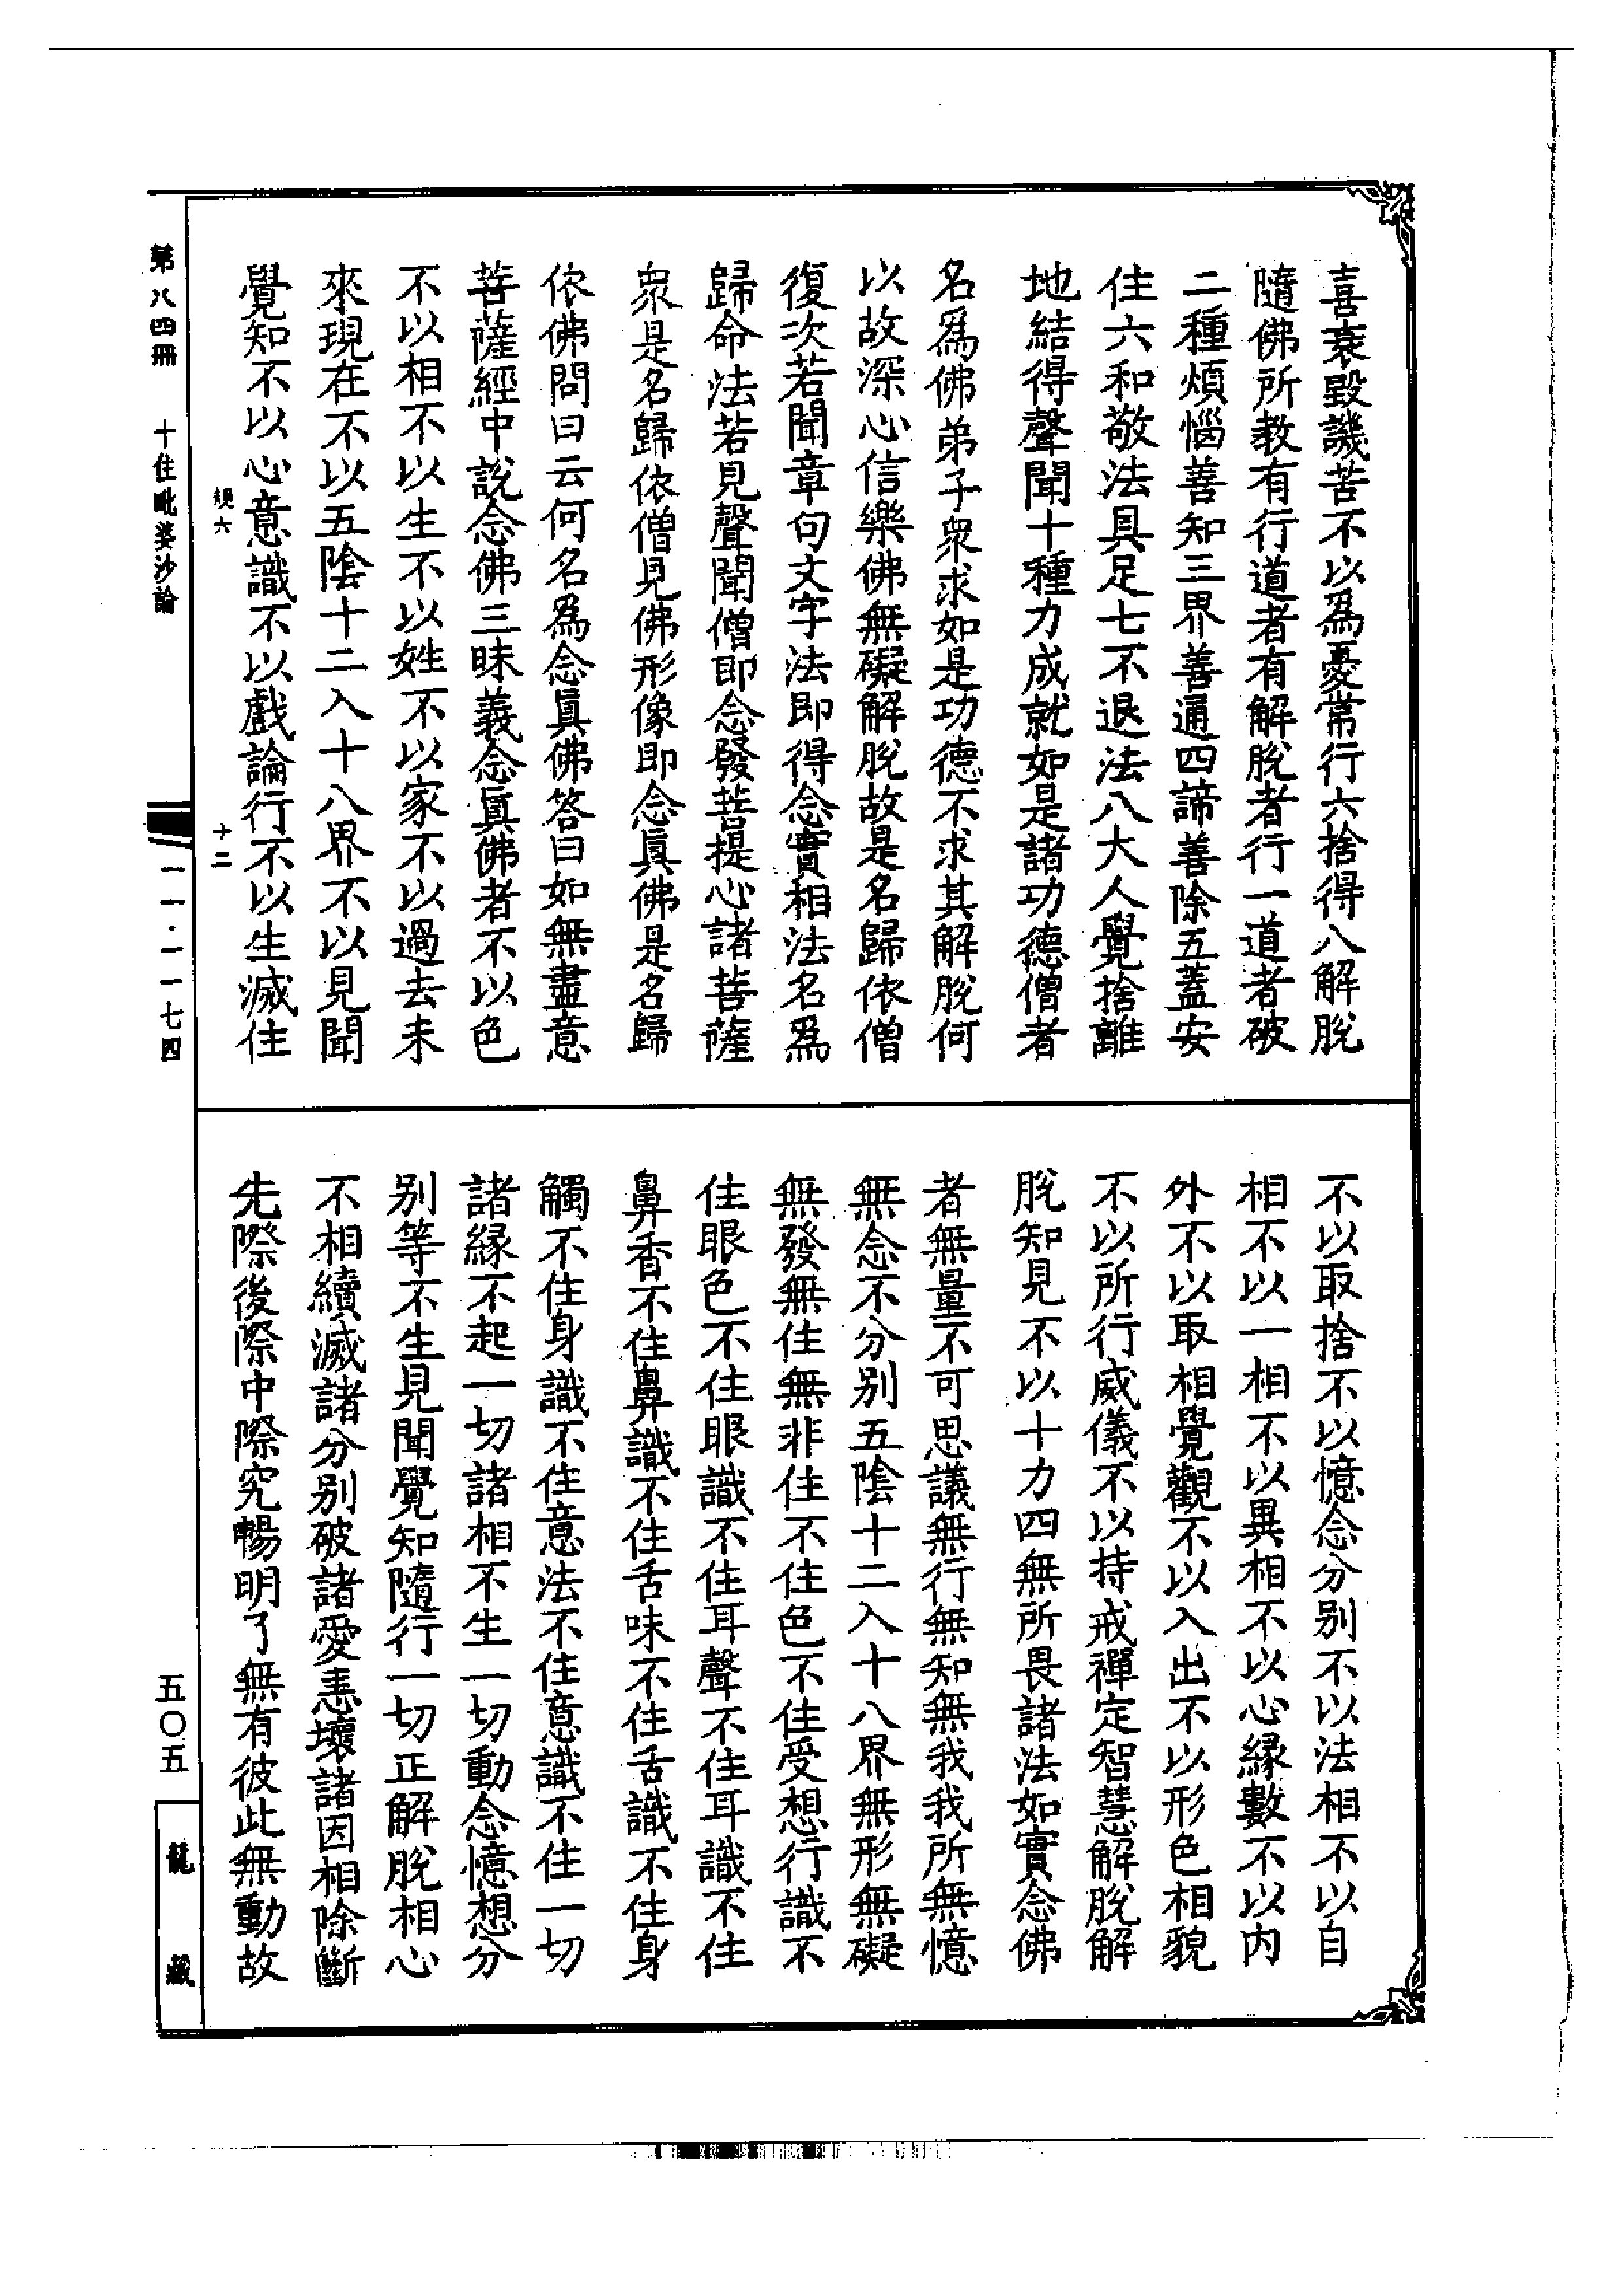 喜衰毀譏苦不以爲憂常行六捨得八解脫
隨佛所教有行道者有解脫者行一道者破
二種煩惱善知三界善通四諦善除五蓋安
住六和敬法具足七不退法八大人覺捨離
地結得聲聞十種力成就如是諸功德僧者
名爲佛弟子衆求如是功德不求其解脫何
以故深心信樂佛無礙解脫故是名歸依僧
復次若聞章句文字法即得念實相法名爲
歸命法若見聲聞僧即念發菩提心諸菩薩
衆是名歸依僧見佛形像即念眞佛是名歸
依佛問曰云何名爲念眞佛答曰如無盡意
菩薩經中說念佛三昧義念眞佛者不以色
不以相不以生不以姓不以家不以過去未
來現在不以五陰十二入十八界不以見聞
覺知不以心意識不以戲論行不以生滅住
不以取捨不以憶念分别不以法相不以自
相不以一相不以異相不以心緣數不以内
外不以取相覺觀不以入出不以形色相貌
不以所行威儀不以持戒禪定智慧解脫解
脫知見不以十力四無所畏諸法如實念佛
者無量不可思議無行無知無我我所無憶
無念不分别五陰十二入十八界無形無礙
無發無住無非住不住色不住受想行識不
住眼色不住眼識不住耳聲不住耳識不住
鼻香不住鼻識不住舌味不住舌識不住身
觸不住身識不住意法不住意識不住一切
諸緣不起一切諸相不生一切動念憶想分
别等不生見聞覺知隨行一切正解脫相心
不相續滅諸分别破諸愛恚壞諸因相除斷
先際後際中際究暢明了無有彼此無動故
第八四冊 十住毗婆沙論
規六 十二
一一·一一七四
五〇五
龍藏